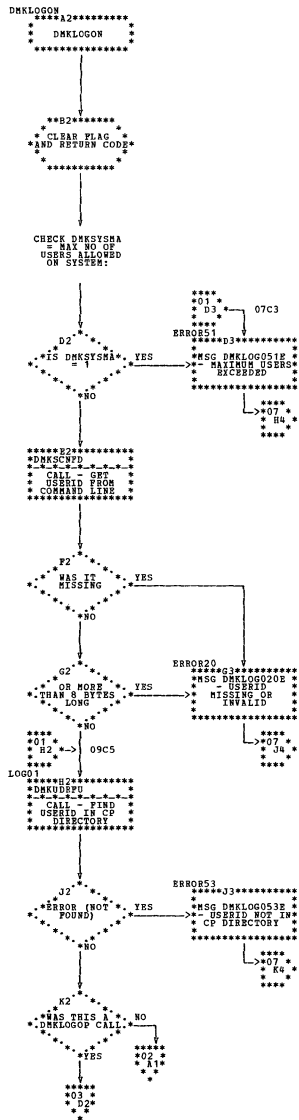 DMKLOGON
A2
DMKLOGON
B2
CLEAR FLAG
AND RETURN CODE
CHECK DMKSYSMA
= MAX NO OF
USERS ALLOWED
ON SYSTEM:
01
D3
07C3
D2
IS DMKSYSMA
= 1
YES
NO
ERROR51
D3
MSG DMKLOG051E
- MAXIMUM USERS
EXCEEDED
07
H4
E2
DMKSCNFD
CALL - GET
USERID FROM
COMMAND LINE
F2
WAS IT
MISSING
YES
NO
G2
OR MORE
THAN 8 BYTES
LONG
YES
NO
ERROR20
G3
MSG DMKLOG020E
- USERID
MISSING OR
INVALID
07
J4
01
H2
09C5
LOG01
H2
DMKUDRFU
CALL - FIND
USERID IN CP
DIRECTORY
J2
ERROR (NOT
FOUND)
YES
NO
ERROR53
J3
MSG DMKLOG053E
- USERID NOT IN
CP DIRECTORY
07
K4
K2
WAS THIS A
DMKLOGOP CALL
NO
YES
02
A1
03
D2